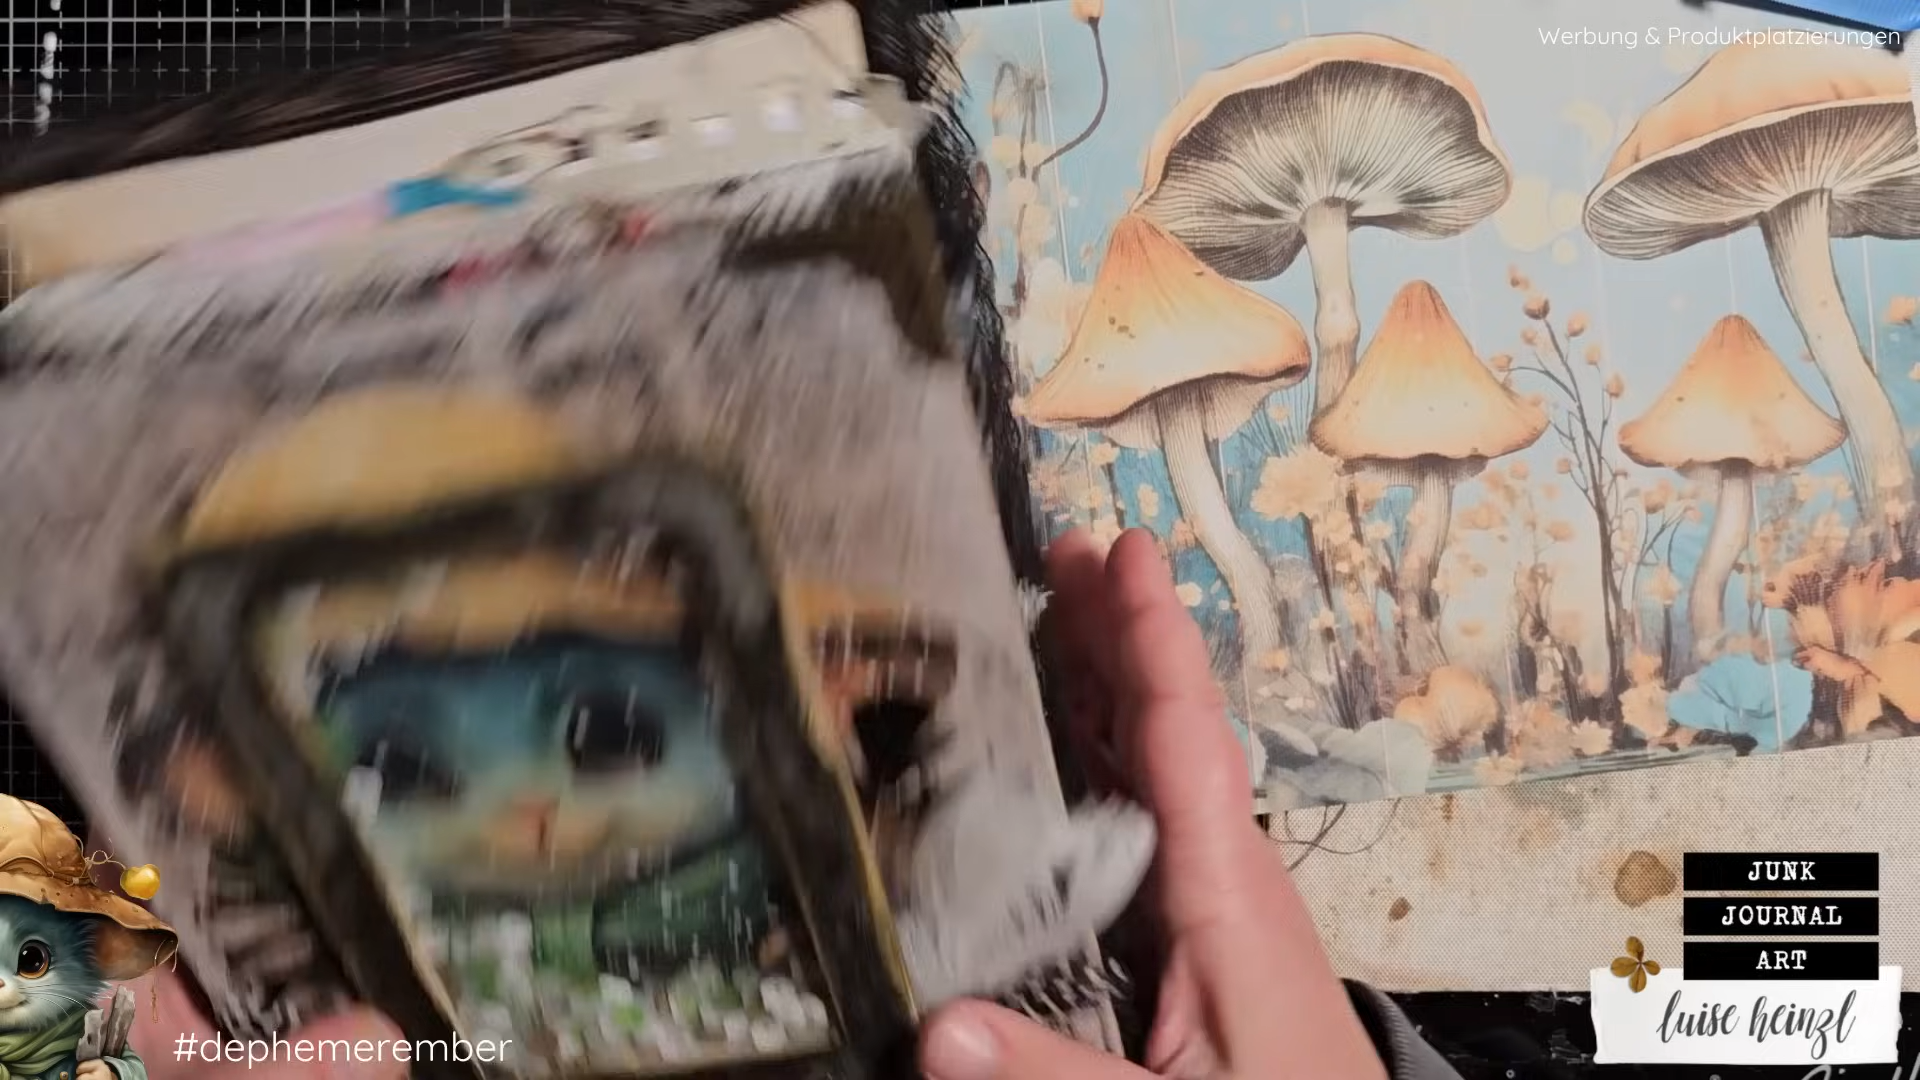 Werbung & Produktplatzierungen
JUNK
JOURNAL
ART
luise heinzl
#dephemerember